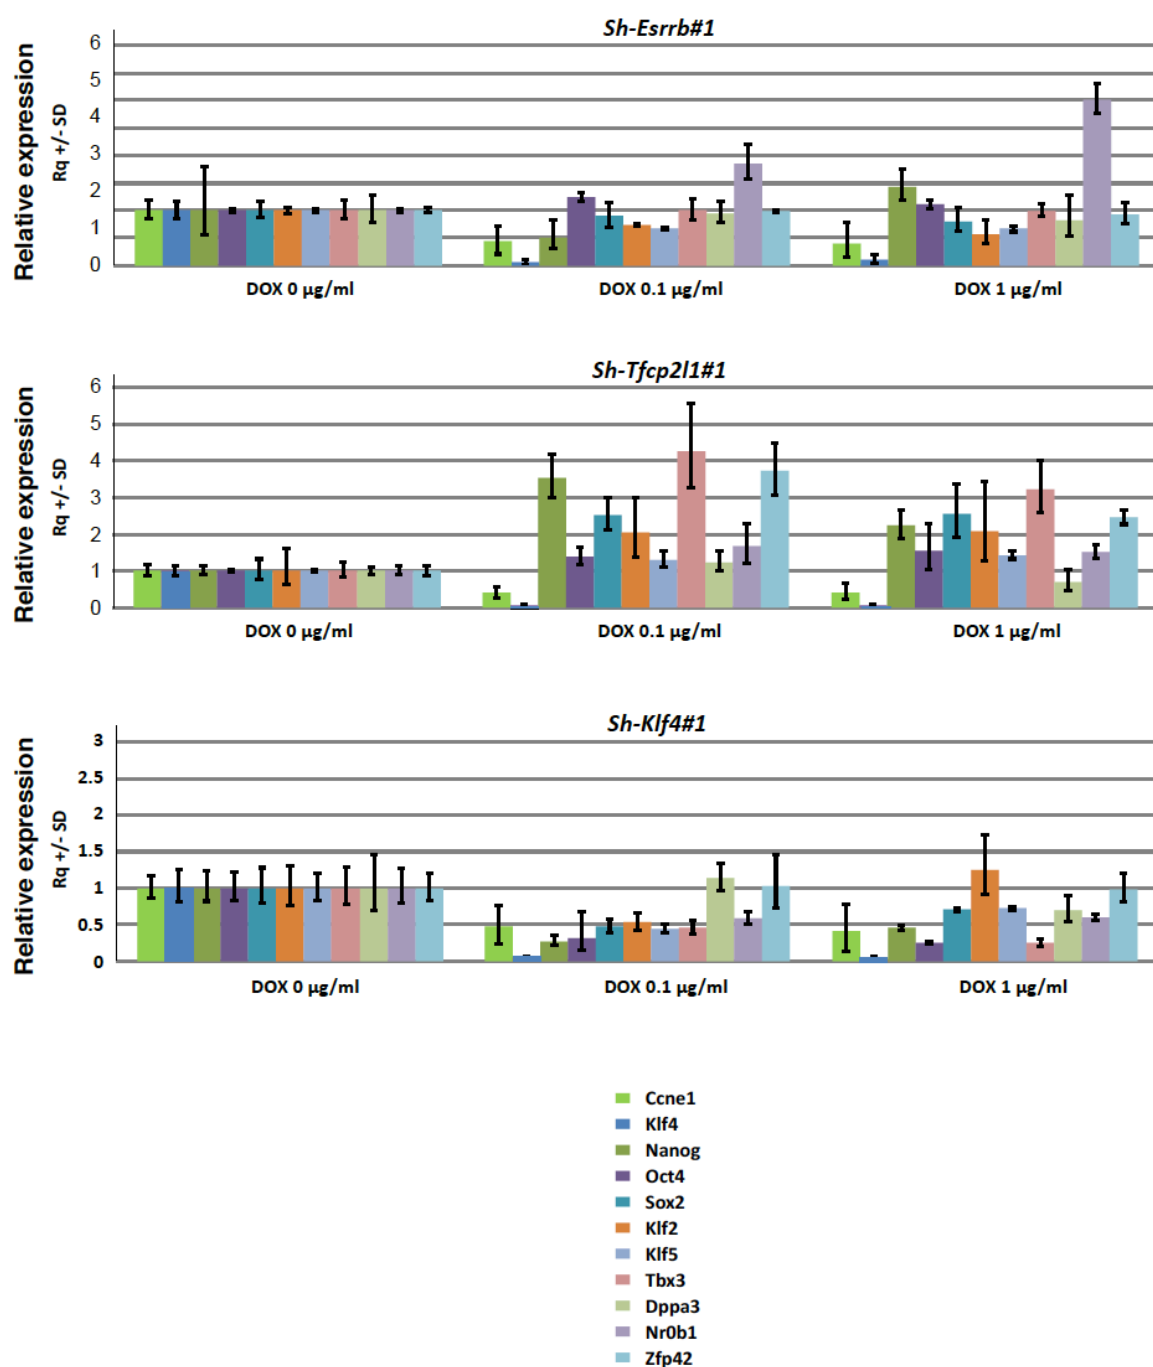 Sh-Esrrb#1
Relative expression
Rq +/- SD
6
5
4
3
2
1
0
DOX 0 µg/ml
DOX 0.1 µg/ml
DOX 1 µg/ml
Sh-Tfcp2l1#1
Relative expression
Rq +/- SD
6
5
4
3
2
1
0
DOX 0 µg/ml
DOX 0.1 µg/ml
DOX 1 µg/ml
Sh-Klf4#1
Relative expression
Rq +/- SD
3
2.5
2
1.5
1
0.5
0
DOX 0 µg/ml
DOX 0.1 µg/ml
DOX 1 µg/ml
Ccne1
Klf4
Nanog
Oct4
Sox2
Klf2
Klf5
Tbx3
Dppa3
Nr0b1
Zfp42